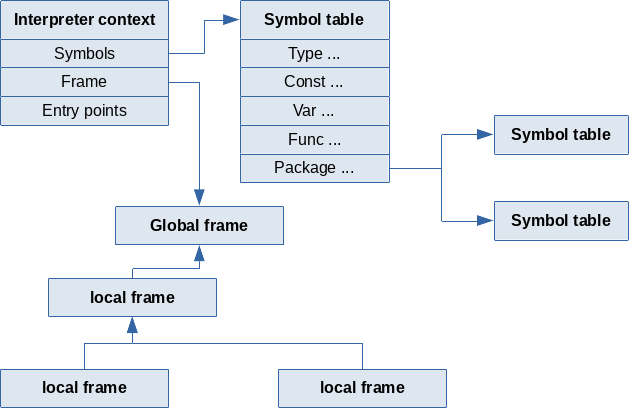 Interpreter context
Symbols
Frame
Entry points
Symbol table
Type ...
Const ...
Var ...
Func ...
Package ...
Symbol table
Symbol table
Global frame
local frame
local frame
local frame